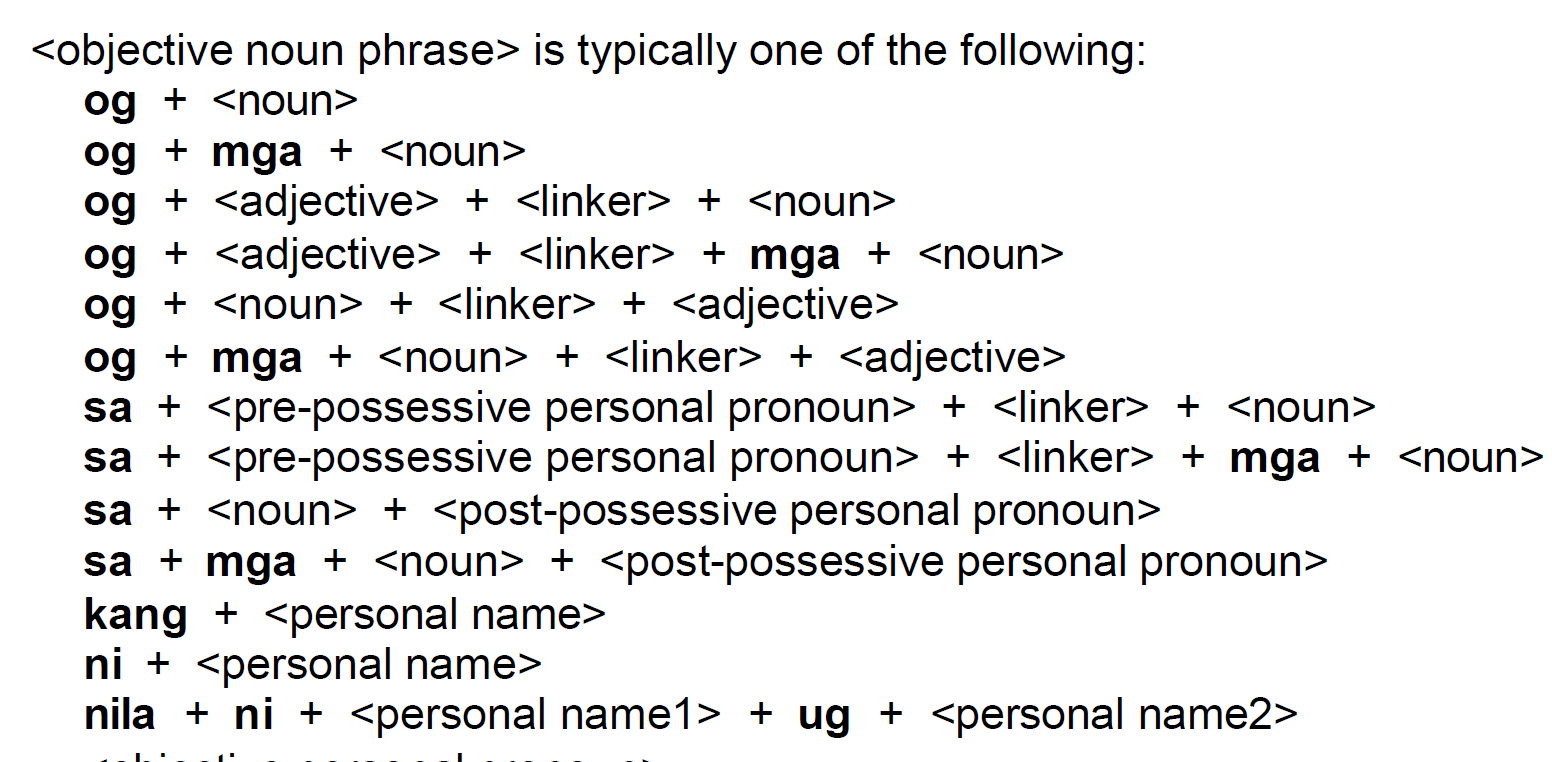 <objective noun phrase> is typically one of the following:
og + <noun>
og + mga + <noun>
og + <adjective> + <linker> + <noun>
og + <adjective> + <linker> + mga + <noun>
og + <noun> + <linker> + <adjective>
og + mga + <noun> + <linker> + <adjective>
sa + <pre-possessive personal pronoun> + <linker> + <noun>
sa + <pre-possessive personal pronoun> + <linker> + mga + <noun>
sa + <noun> + <post-possessive personal pronoun>
sa + mga + <noun> + <post-possessive personal pronoun>
kang + <personal name>
ni + <personal name>
nila + ni + <personal name1> + ug + <personal name2>